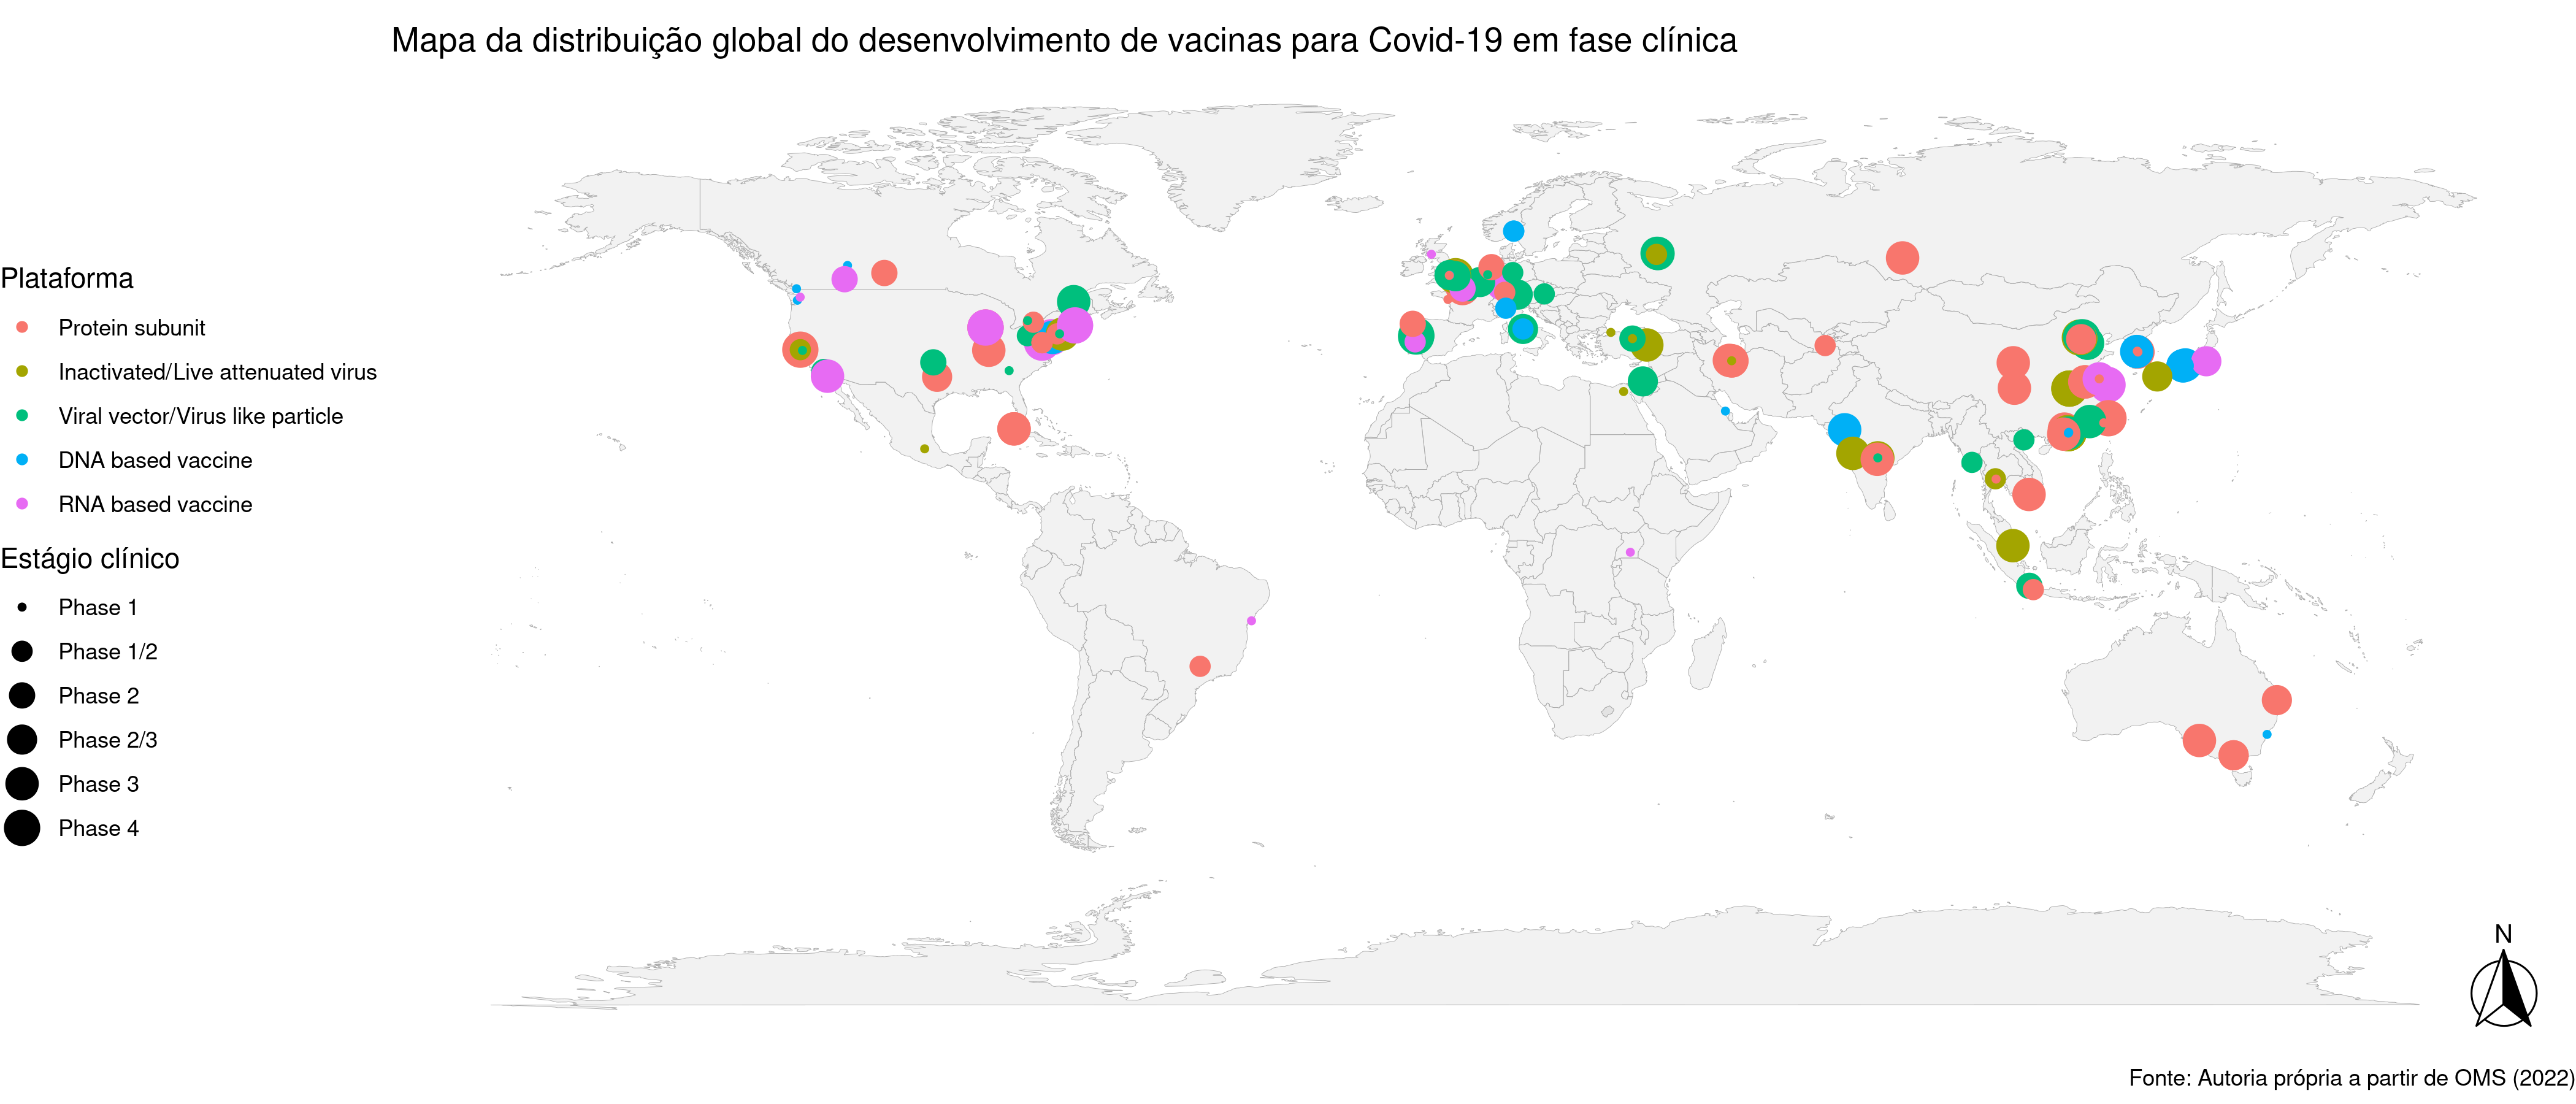 Mapa da distribuição global do desenvolvimento de vacinas para Covid-19 em fase clínica
Plataforma
Protein subunit
Inactivated/Live attenuated virus
Viral vector/Virus like particle
DNA based vaccine
RNA based vaccine
Estágio clínico
Phase 1
Phase 1/2
Phase 2
Phase 2/3
Phase 3
Phase 4
N
Fonte: Autoria própria a partir de OMS (2022)